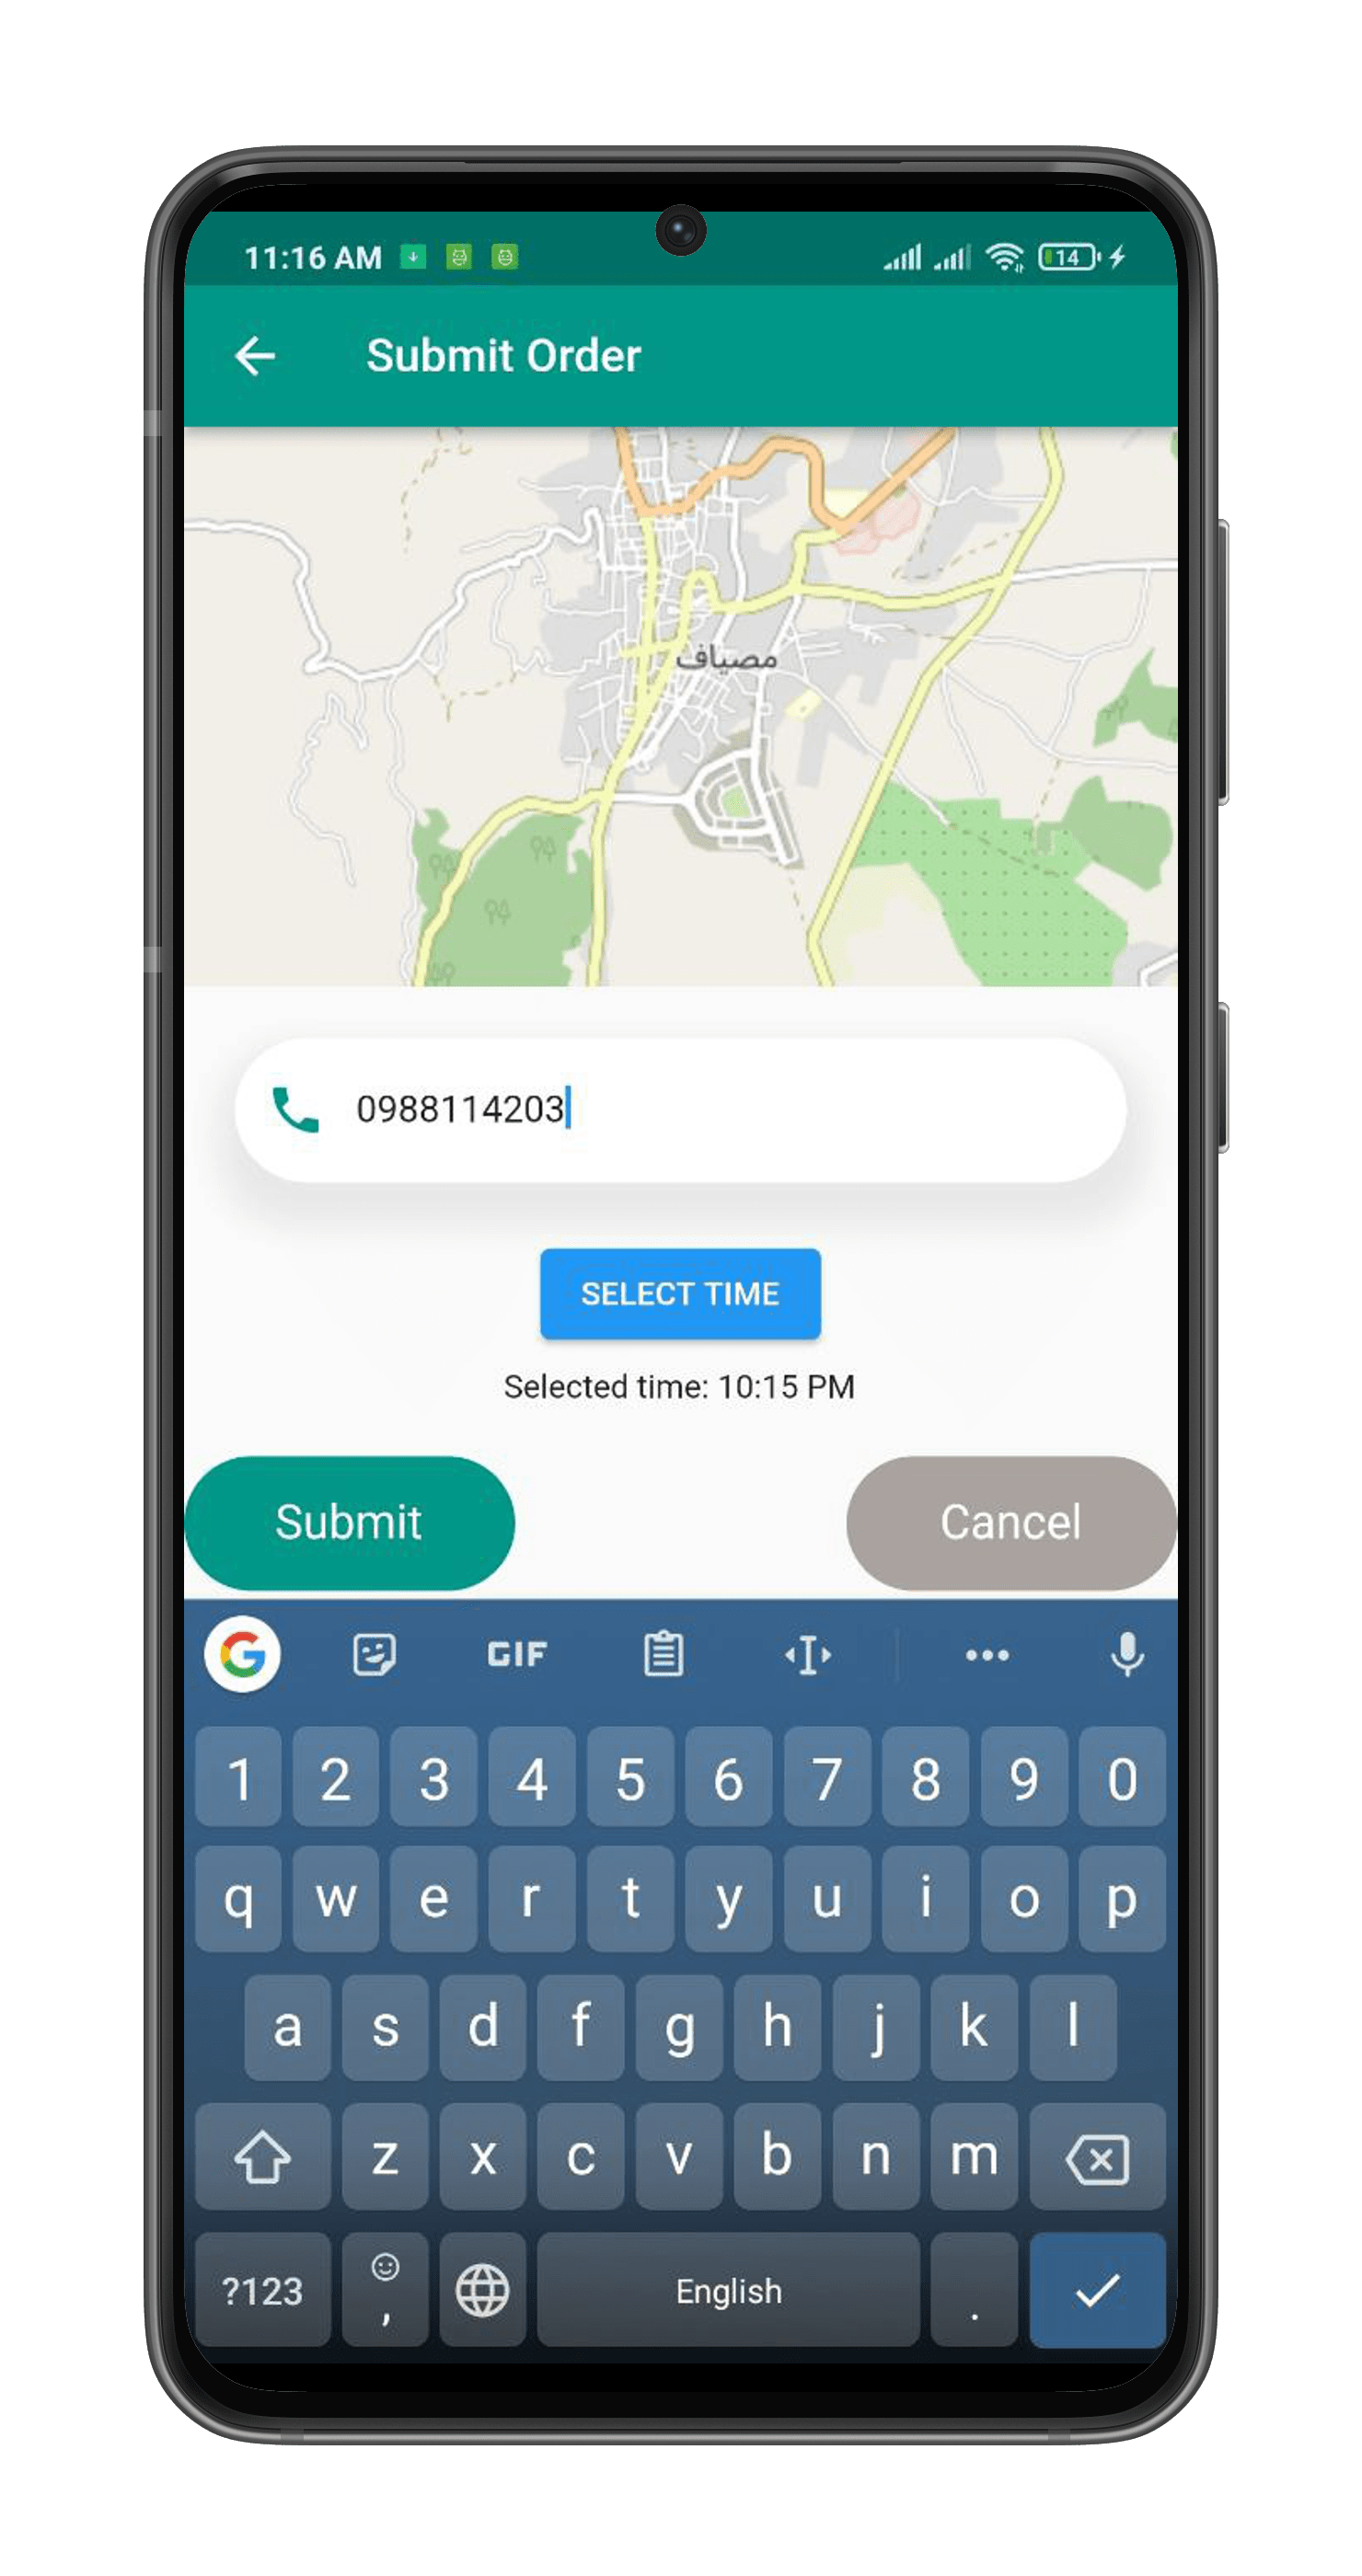 11:16 AM
14
Submit Order
مصياف
0988114203
SELECT TIME
Selected time: 10:15 PM
Submit
Cancel
G GIF
1 2 3 4 5 6 7 8 9 0
q w e r t y u i o p
a s d f g h j k l
z x c v b n m
?123 , English .